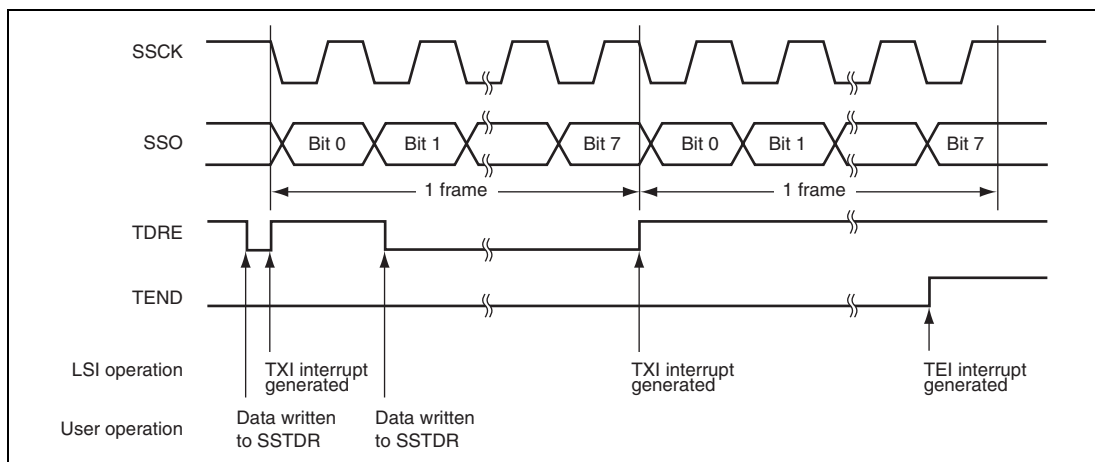 SSCK
SSO
Bit 0
Bit 1
Bit 7
Bit 0
Bit 1
Bit 7
1 frame
1 frame
TDRE
TEND
LSI operation
TXI interrupt
generated
TXI interrupt
generated
TEI interrupt
generated
User operation
Data written
to SSTDR
Data written
to SSTDR